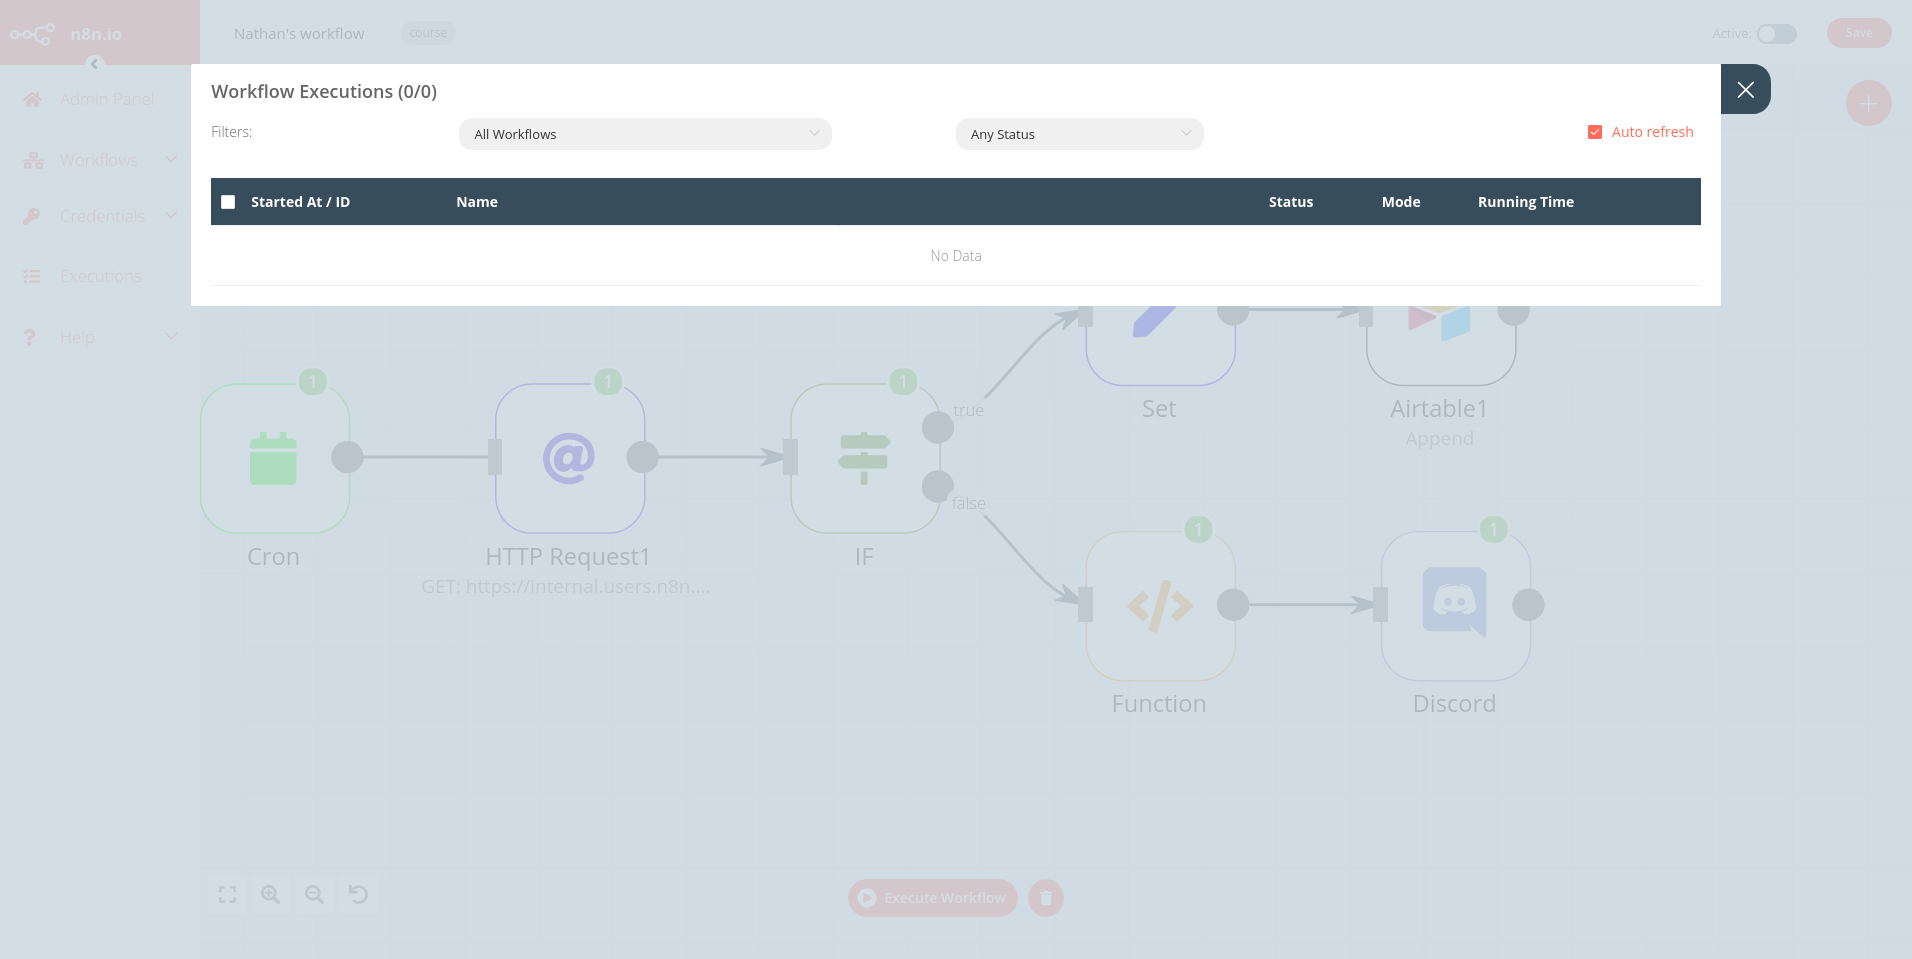 n8n.io
Nathan's workflow
course
Active:
Save
Workflow Executions (0/0)
Filters:
All Workflows
Any Status
Auto refresh
Started At / ID
Name
Status
Mode
Running Time
No Data
Admin Panel
Workflows
Credentials
Executions
Help
1
1
1
true
false
Set
Airtable1
Append
Cron
HTTP Request1
GET: https://internal.users.n8n....
IF
1
1
Function
Discord
Execute Workflow